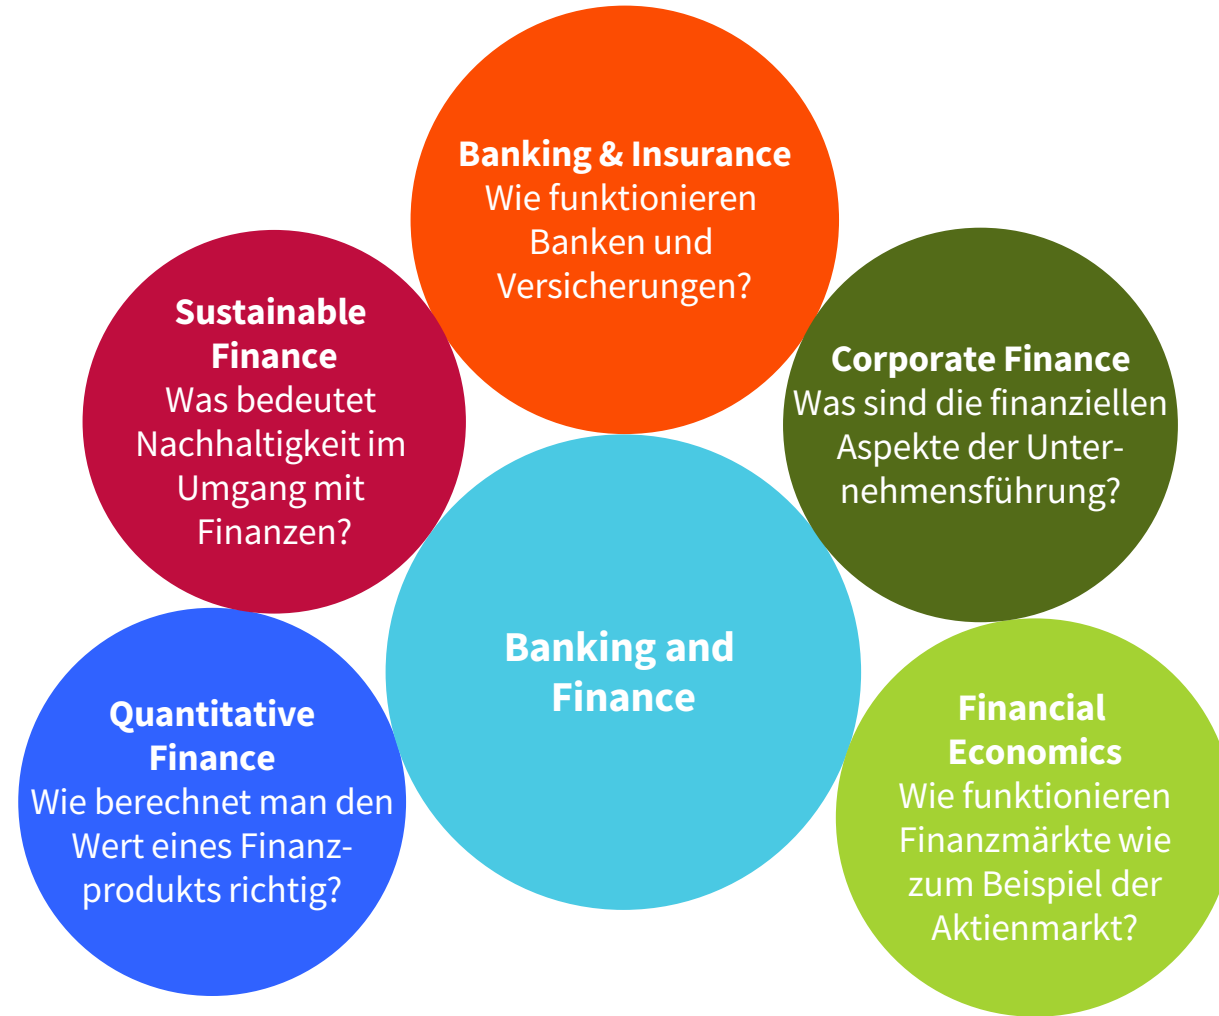 Banking & Insurance
Wie funktionieren
Banken und
Versicherungen?
Sustainable
Finance
Was bedeutet
Nachhaltigkeit im
Umgang mit
Finanzen?
Corporate Finance
Was sind die finanziellen
Aspekte der Unter-
nehmensführung?
Banking and
Finance
Quantitative
Finance
Wie berechnet man den
Wert eines Finanz-
produkts richtig?
Financial
Economics
Wie funktionieren
Finanzmärkte wie
zum Beispiel der
Aktienmarkt?